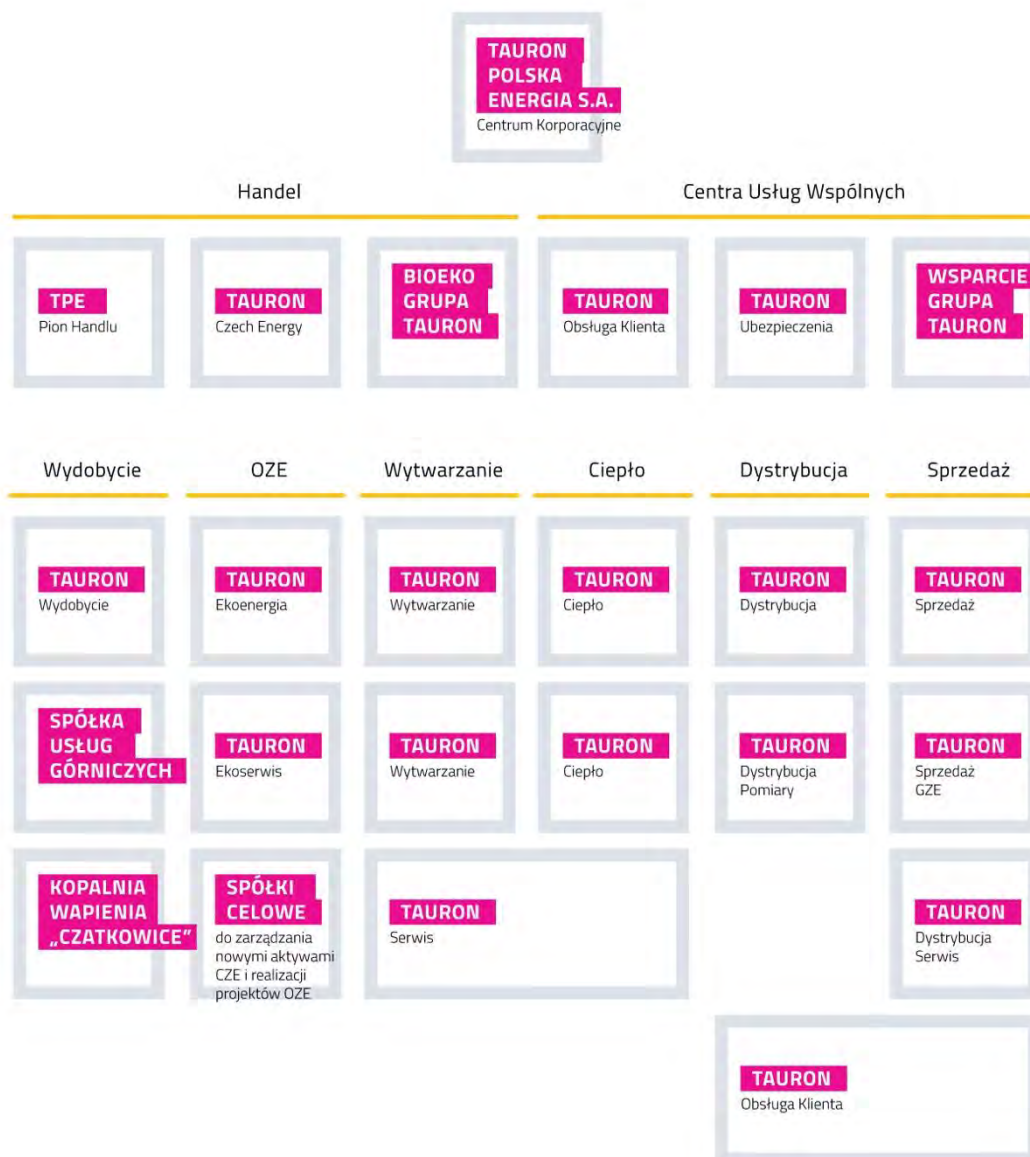 TAURON
POLSKA
ENERGIA S.A.
Centrum Korporacyjne
Handel
Centra Usług Wspólnych
TPE
Pion Handlu
TAURON
Czech Energy
BIOEKO
GRUPA
TAURON
TAURON
Obsługa Klienta
TAURON
Ubezpieczenia
WSPARCIE
GRUPA
TAURON
Wydobycie
OZE
Wytwarzanie
Ciepło
Dystrybucja
Sprzedaż
TAURON
Wydobycie
TAURON
Ekoenergia
TAURON
Wytwarzanie
TAURON
Ciepło
TAURON
Dystrybucja
TAURON
Sprzedaż
SPÓŁKA
USŁUG
GÓRNICZYCH
TAURON
Ekoserwis
TAURON
Wytwarzanie
TAURON
Ciepło
TAURON
Dystrybucja
Pomiary
TAURON
Sprzedaż
GZE
KOPALNIA
WAPIENIA
„CZATKOWICE”
SPÓŁKI
CELOWE
do zarządzania
nowymi aktywami
CZE i realizacji
projektów OZE
TAURON
Serwis
TAURON
Dystrybucja
Serwis
TAURON
Obsługa Klienta